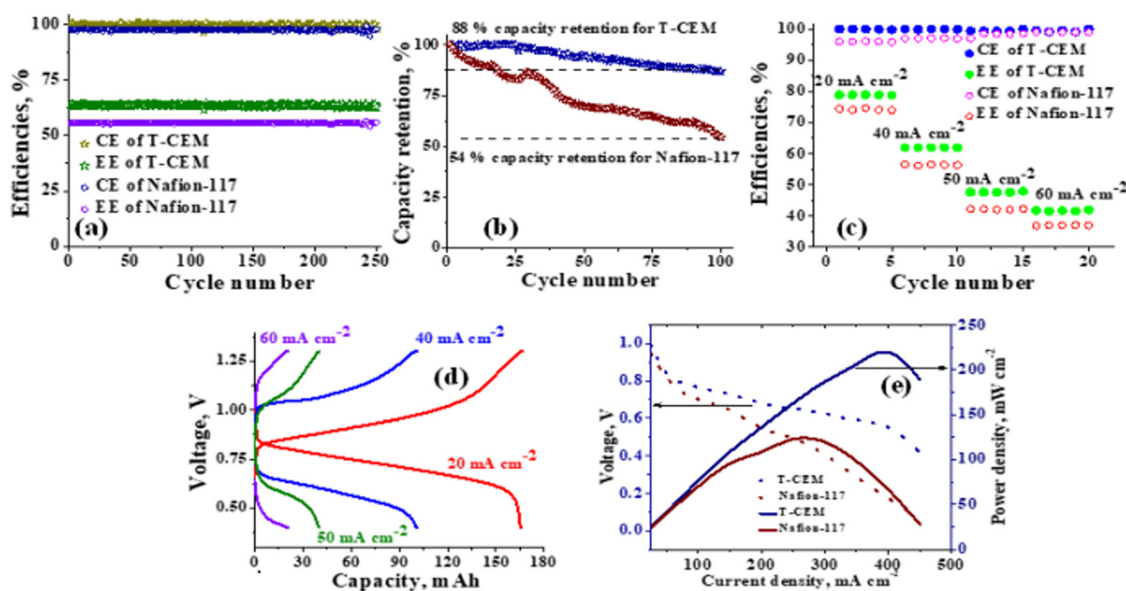 100
75
50
25
0
Efficiencies, %
CE of T-CEM
EE of T-CEM
CE of Nafion-117
EE of Nafion-117
(a)
0 50 100 150 200 250
Cycle number
88 % capacity retention for T-CEM
100
75
50
25
0
Capacity retention, %
54 % capacity retention for Nafion-117
(b)
0 25 50 75 100
Cycle number
100
90
80
70
60
50
40
30
Efficiencies, %
CE of T-CEM
EE of T-CEM
CE of Nafion-117
EE of Nafion-117
20 mA cm-2
40 mA cm-2
50 mA cm-2
60 mA cm-2
(c)
0 5 10 15 20
Cycle number
60 mA cm-2
40 mA cm-2
1.25
1.00
0.75
0.50
Voltage, V
(d)
20 mA cm-2
50 mA cm-2
0 30 60 90 120 150 180
Capacity, mAh
1.0
0.8
0.6
0.4
0.2
0.0
Voltage, V
(e)
T-CEM
Nafion-117
T-CEM
Nafion-117
250
200
150
100
50
0
Power density, mW cm-2
100 200 300 400 500
Current density, mA cm-2